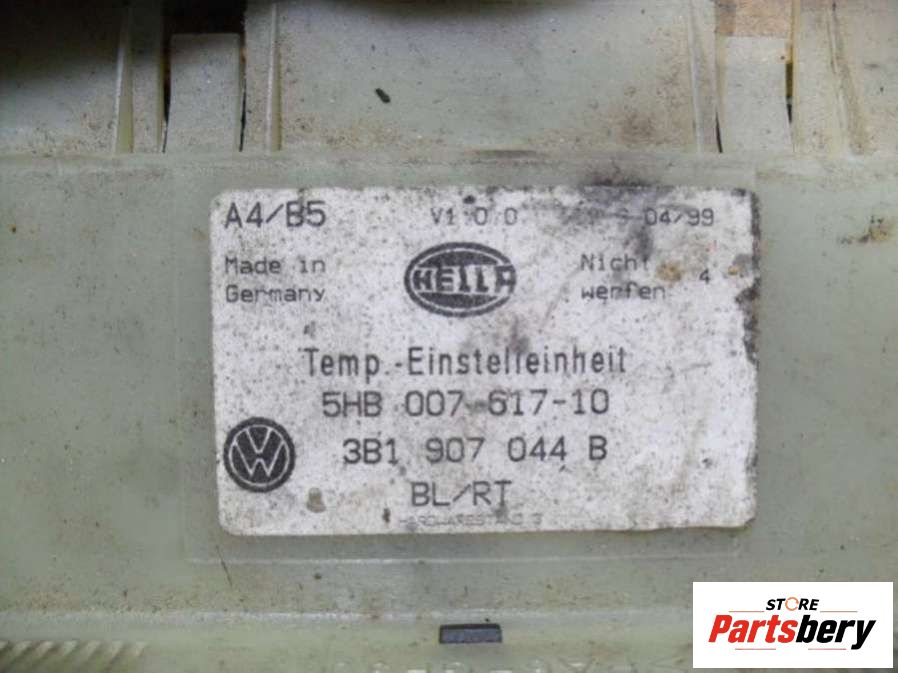 A4/B5 V1.0.0 04/99
Made in Germany
HELLA
Nicht werfen 4
Temp.-Einstelleinheit
5HB 007 617-10
3B1 907 044 B
BL/RT
STORE
Partsbery